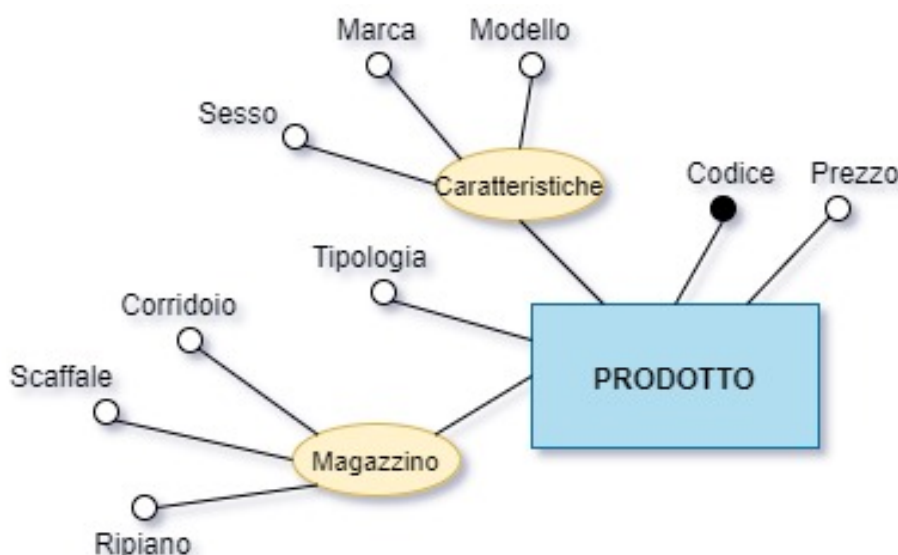 Marca
Modello
Sesso
Caratteristiche
Codice
Prezzo
Tipologia
Corridoio
Scaffale
PRODOTTO
Magazzino
Ripiano